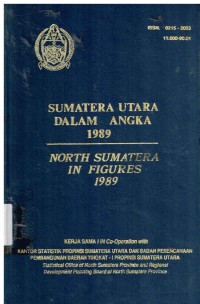 ISSN. : 0215 - 2053
12.000-90.01
SUMATERA UTARA
DALAM ANGKA
1989
NORTH SUMATERA
IN FIGURES
1989
KERJA SAMA / IN Co-Operation with
KANTOR STATISTIK PROPINSI SUMATERA UTARA DAN BADAN PERENCANAAN
PEMBANGUNAN DAERAH TINGKAT - I PROPINSI SUMATERA UTARA
Statistical Office of North Sumatera Province and Regional
Development Planning Board of North Sumatera Province